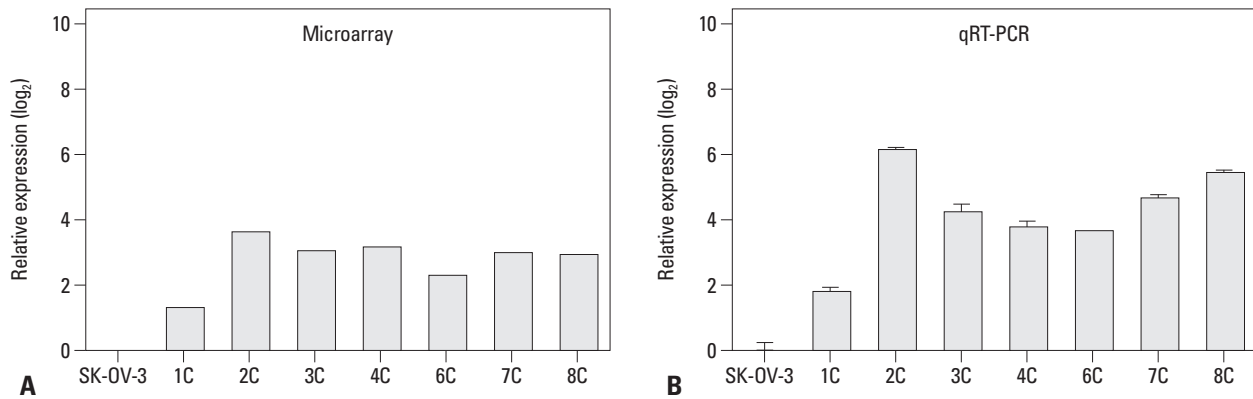 Microarray
Relative expression (log₂)
10
8
6
4
2
0
SK-OV-3 1C 2C 3C 4C 6C 7C 8C
A
qRT-PCR
Relative expression (log₂)
10
8
6
4
2
0
SK-OV-3 1C 2C 3C 4C 6C 7C 8C
B